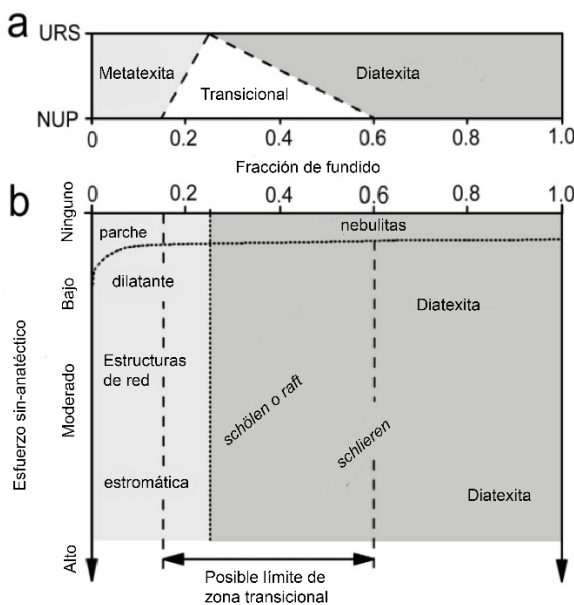 a
URS
Metatexita
Diatexita
Transicional
NUP
0 0.2 0.4 0.6 0.8 1.0
Fracción de fundido
b
0 0.2 0.4 0.6 0.8 1.0
Esfuerzo sin-anatéctico
Ninguno
Bajo
Moderado
Alto
parche
nebulitas
dilatante
Diatexita
Estructuras
de red
schölen o raft
schlieren
estromática
Diatexita
Posible límite de
zona transicional